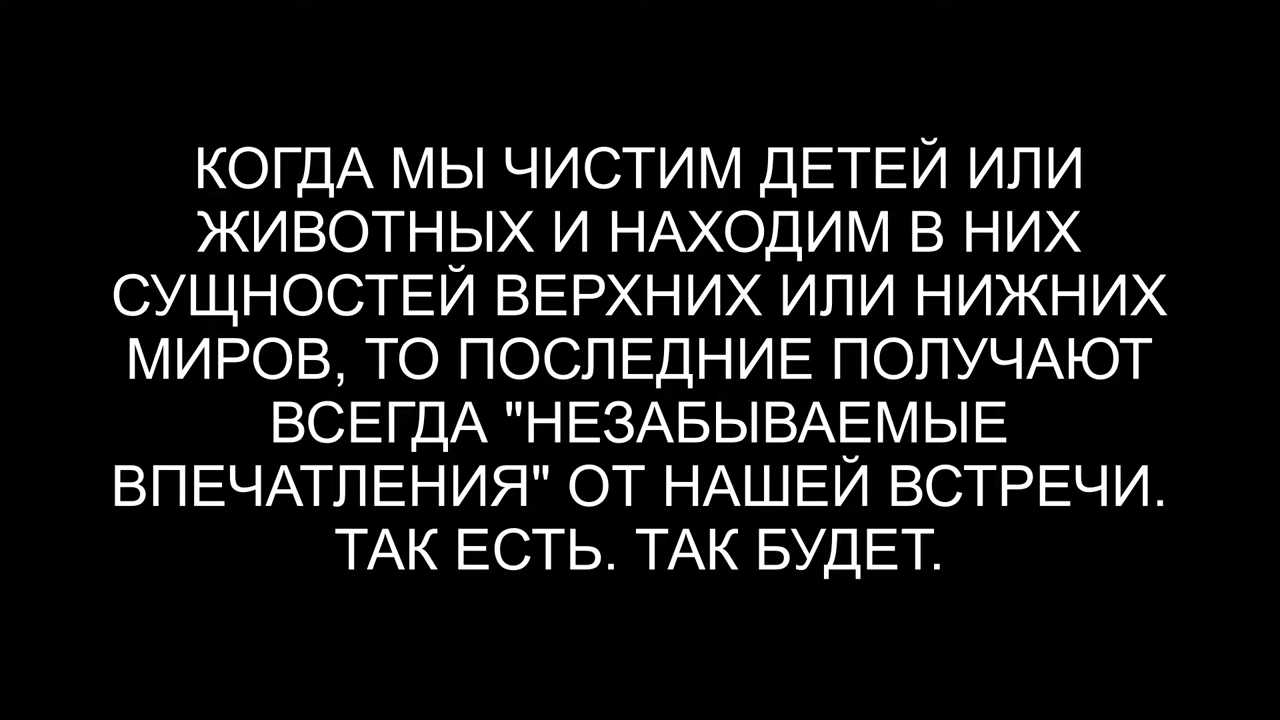 КОГДА МЫ ЧИСТИМ ДЕТЕЙ ИЛИ
ЖИВОТНЫХ И НАХОДИМ В НИХ
СУЩНОСТЕЙ ВЕРХНИХ ИЛИ НИЖНИХ
МИРОВ, ТО ПОСЛЕДНИЕ ПОЛУЧАЮТ
ВСЕГДА "НЕЗАБЫВАЕМЫЕ
ВПЕЧАТЛЕНИЯ" ОТ НАШЕЙ ВСТРЕЧИ.
ТАК ЕСТЬ. ТАК БУДЕТ.